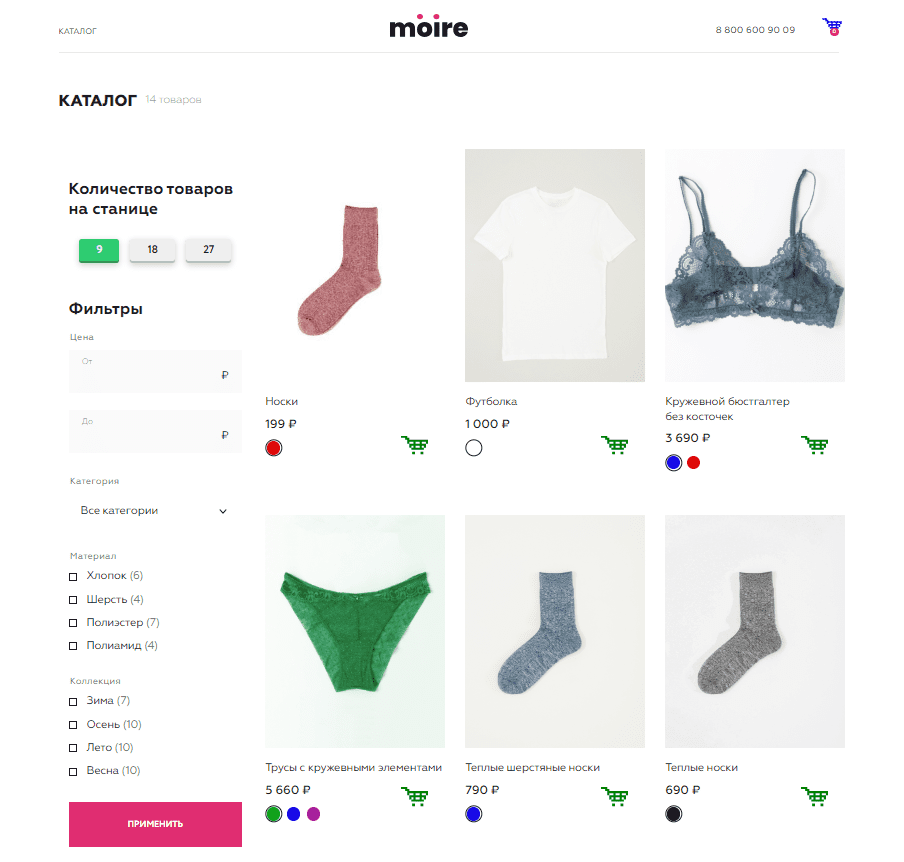 КАТАЛОГ
moire
8 800 600 90 09
0
КАТАЛОГ 14 товаров
Количество товаров
на станице
9 18 27
Фильтры
Цена
От
₽
До
₽
Категория
Все категории
Материал
Хлопок (6)
Шерсть (4)
Полиэстер (7)
Полиамид (4)
Коллекция
Зима (7)
Осень (10)
Лето (10)
Весна (10)
ПРИМЕНИТЬ
Носки
199 ₽
Футболка
1 000 ₽
Кружевной бюстгалтер
без косточек
3 690 ₽
Трусы с кружевными элементами
5 660 ₽
Теплые шерстяные носки
790 ₽
Теплые носки
690 ₽